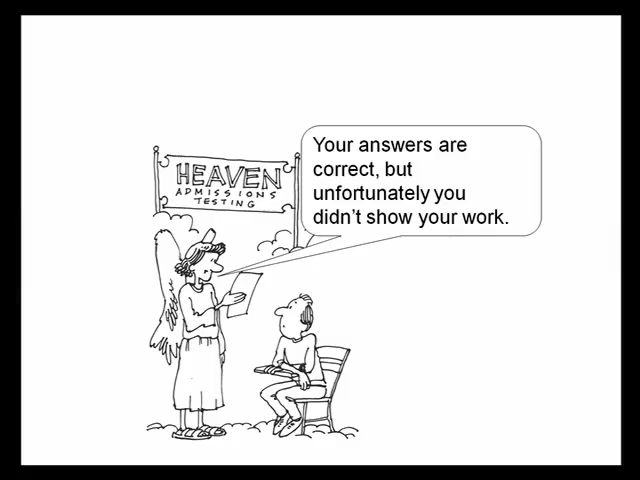 HEAVEN
ADMISSIONS
TESTING
Your answers are
correct, but
unfortunately you
didn't show your work.